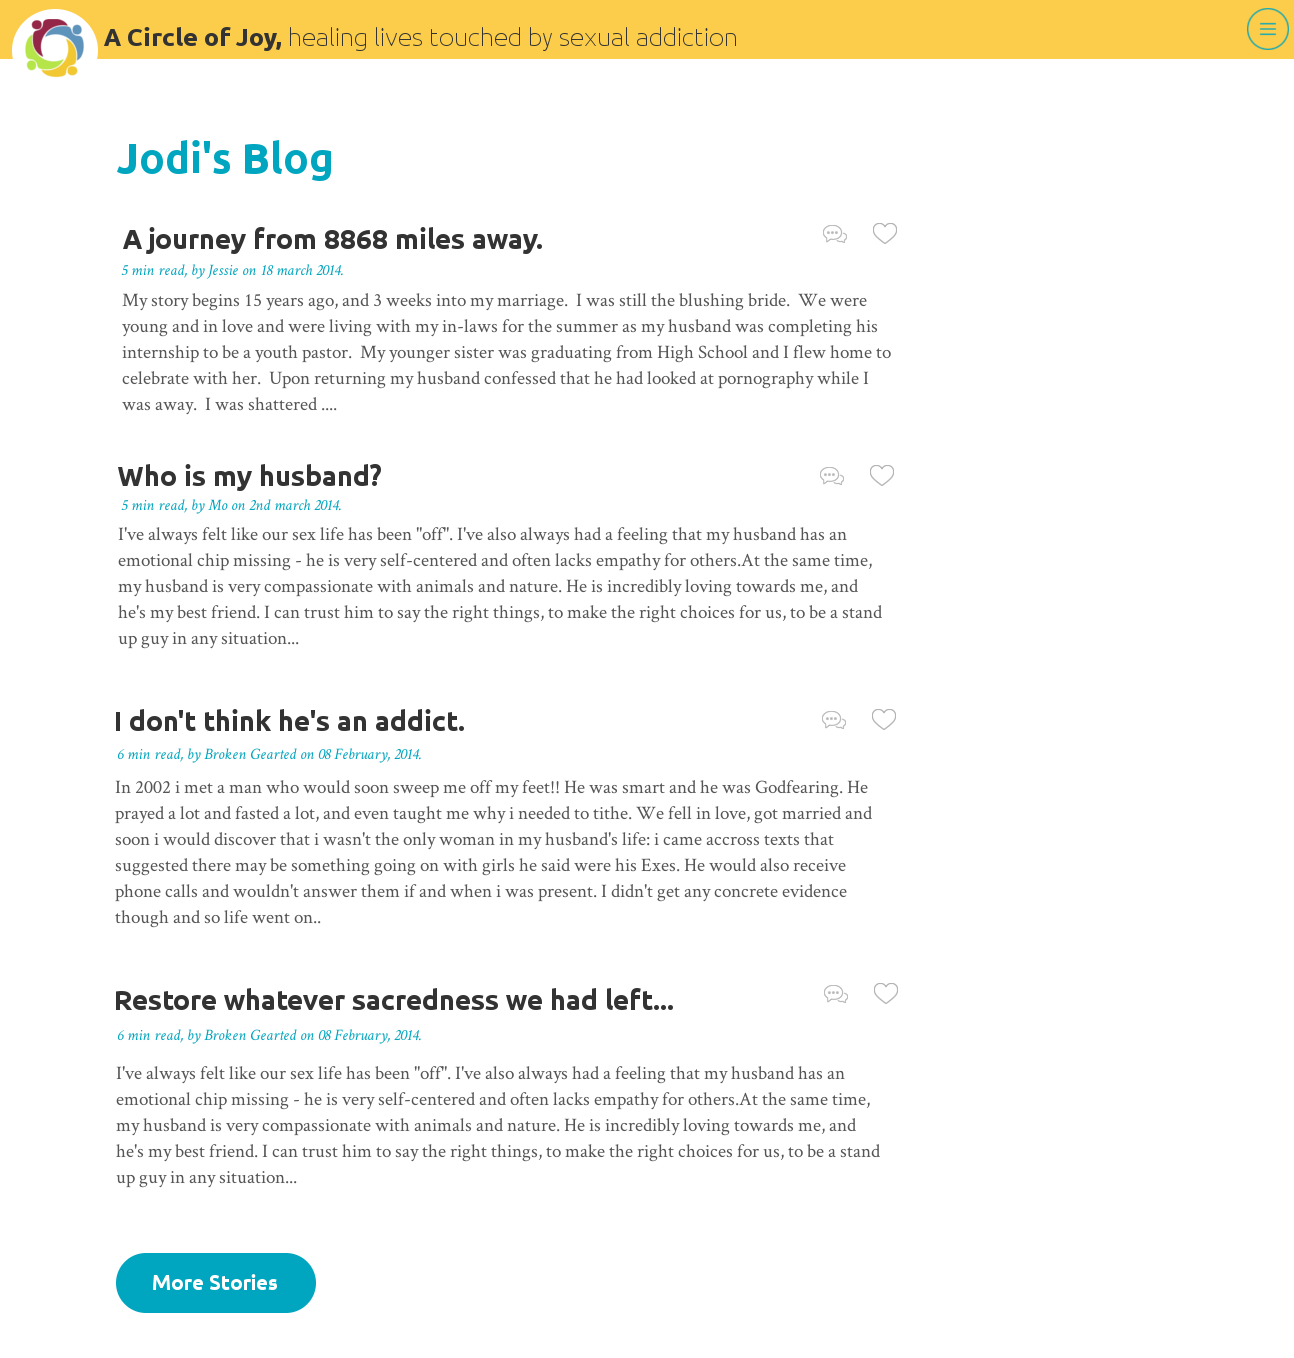 A Circle of Joy, healing lives touched by sexual addiction
Jodi's Blog
A journey from 8868 miles away.
5 min read, by Jessie on 18 march 2014.
My story begins 15 years ago, and 3 weeks into my marriage.  I was still the blushing bride.  We were
young and in love and were living with my in-laws for the summer as my husband was completing his
internship to be a youth pastor.  My younger sister was graduating from High School and I flew home to
celebrate with her.  Upon returning my husband confessed that he had looked at pornography while I
was away.  I was shattered ....
Who is my husband?
5 min read, by Mo on 2nd march 2014.
I've always felt like our sex life has been "off". I've also always had a feeling that my husband has an
emotional chip missing - he is very self-centered and often lacks empathy for others.At the same time,
my husband is very compassionate with animals and nature. He is incredibly loving towards me, and
he's my best friend. I can trust him to say the right things, to make the right choices for us, to be a stand
up guy in any situation...
I don't think he's an addict.
6 min read, by Broken Gearted on 08 February, 2014.
In 2002 i met a man who would soon sweep me off my feet!! He was smart and he was Godfearing. He
prayed a lot and fasted a lot, and even taught me why i needed to tithe. We fell in love, got married and
soon i would discover that i wasn't the only woman in my husband's life: i came accross texts that
suggested there may be something going on with girls he said were his Exes. He would also receive
phone calls and wouldn't answer them if and when i was present. I didn't get any concrete evidence
though and so life went on..
Restore whatever sacredness we had left...
6 min read, by Broken Gearted on 08 February, 2014.
I've always felt like our sex life has been "off". I've also always had a feeling that my husband has an
emotional chip missing - he is very self-centered and often lacks empathy for others.At the same time,
my husband is very compassionate with animals and nature. He is incredibly loving towards me, and
he's my best friend. I can trust him to say the right things, to make the right choices for us, to be a stand
up guy in any situation...
More Stories